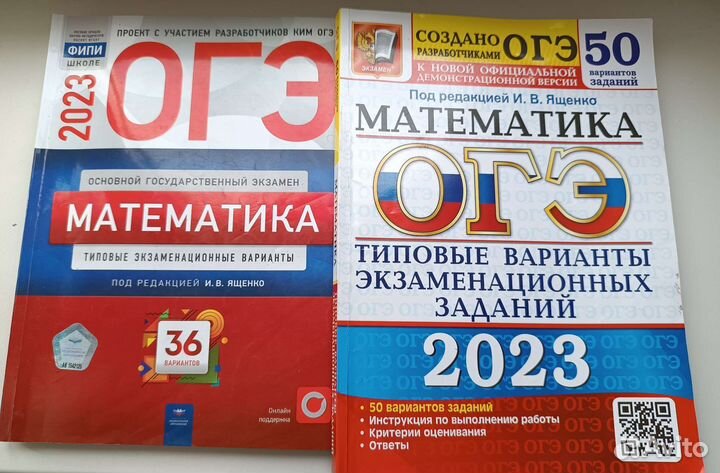 ПРОЕКТ С УЧАСТИЕМ РАЗРАБОТЧИКОВ КИМ ОГЭ
ФИПИ
ШКОЛЕ
2023
ОГЭ
ОСНОВНОЙ ГОСУДАРСТВЕННЫЙ ЭКЗАМЕН
МАТЕМАТИКА
ТИПОВЫЕ ЭКЗАМЕНАЦИОННЫЕ ВАРИАНТЫ
ПОД РЕДАКЦИЕЙ И. В. ЯЩЕНКО
36
ВАРИАНТОВ
Онлайн
поддержка
ЭКЗАМЕН
СОЗДАНО
РАЗРАБОТЧИКАМИ ОГЭ
К НОВОЙ ОФИЦИАЛЬНОЙ
ДЕМОНСТРАЦИОННОЙ ВЕРСИИ
50
вариантов
заданий
Под редакцией И. В. Ященко
МАТЕМАТИКА
ОГЭ
ТИПОВЫЕ ВАРИАНТЫ
ЭКЗАМЕНАЦИОННЫХ
ЗАДАНИЙ
2023
• 50 вариантов заданий
• Инструкция по выполнению работы
• Критерии оценивания
• Ответы
Avito